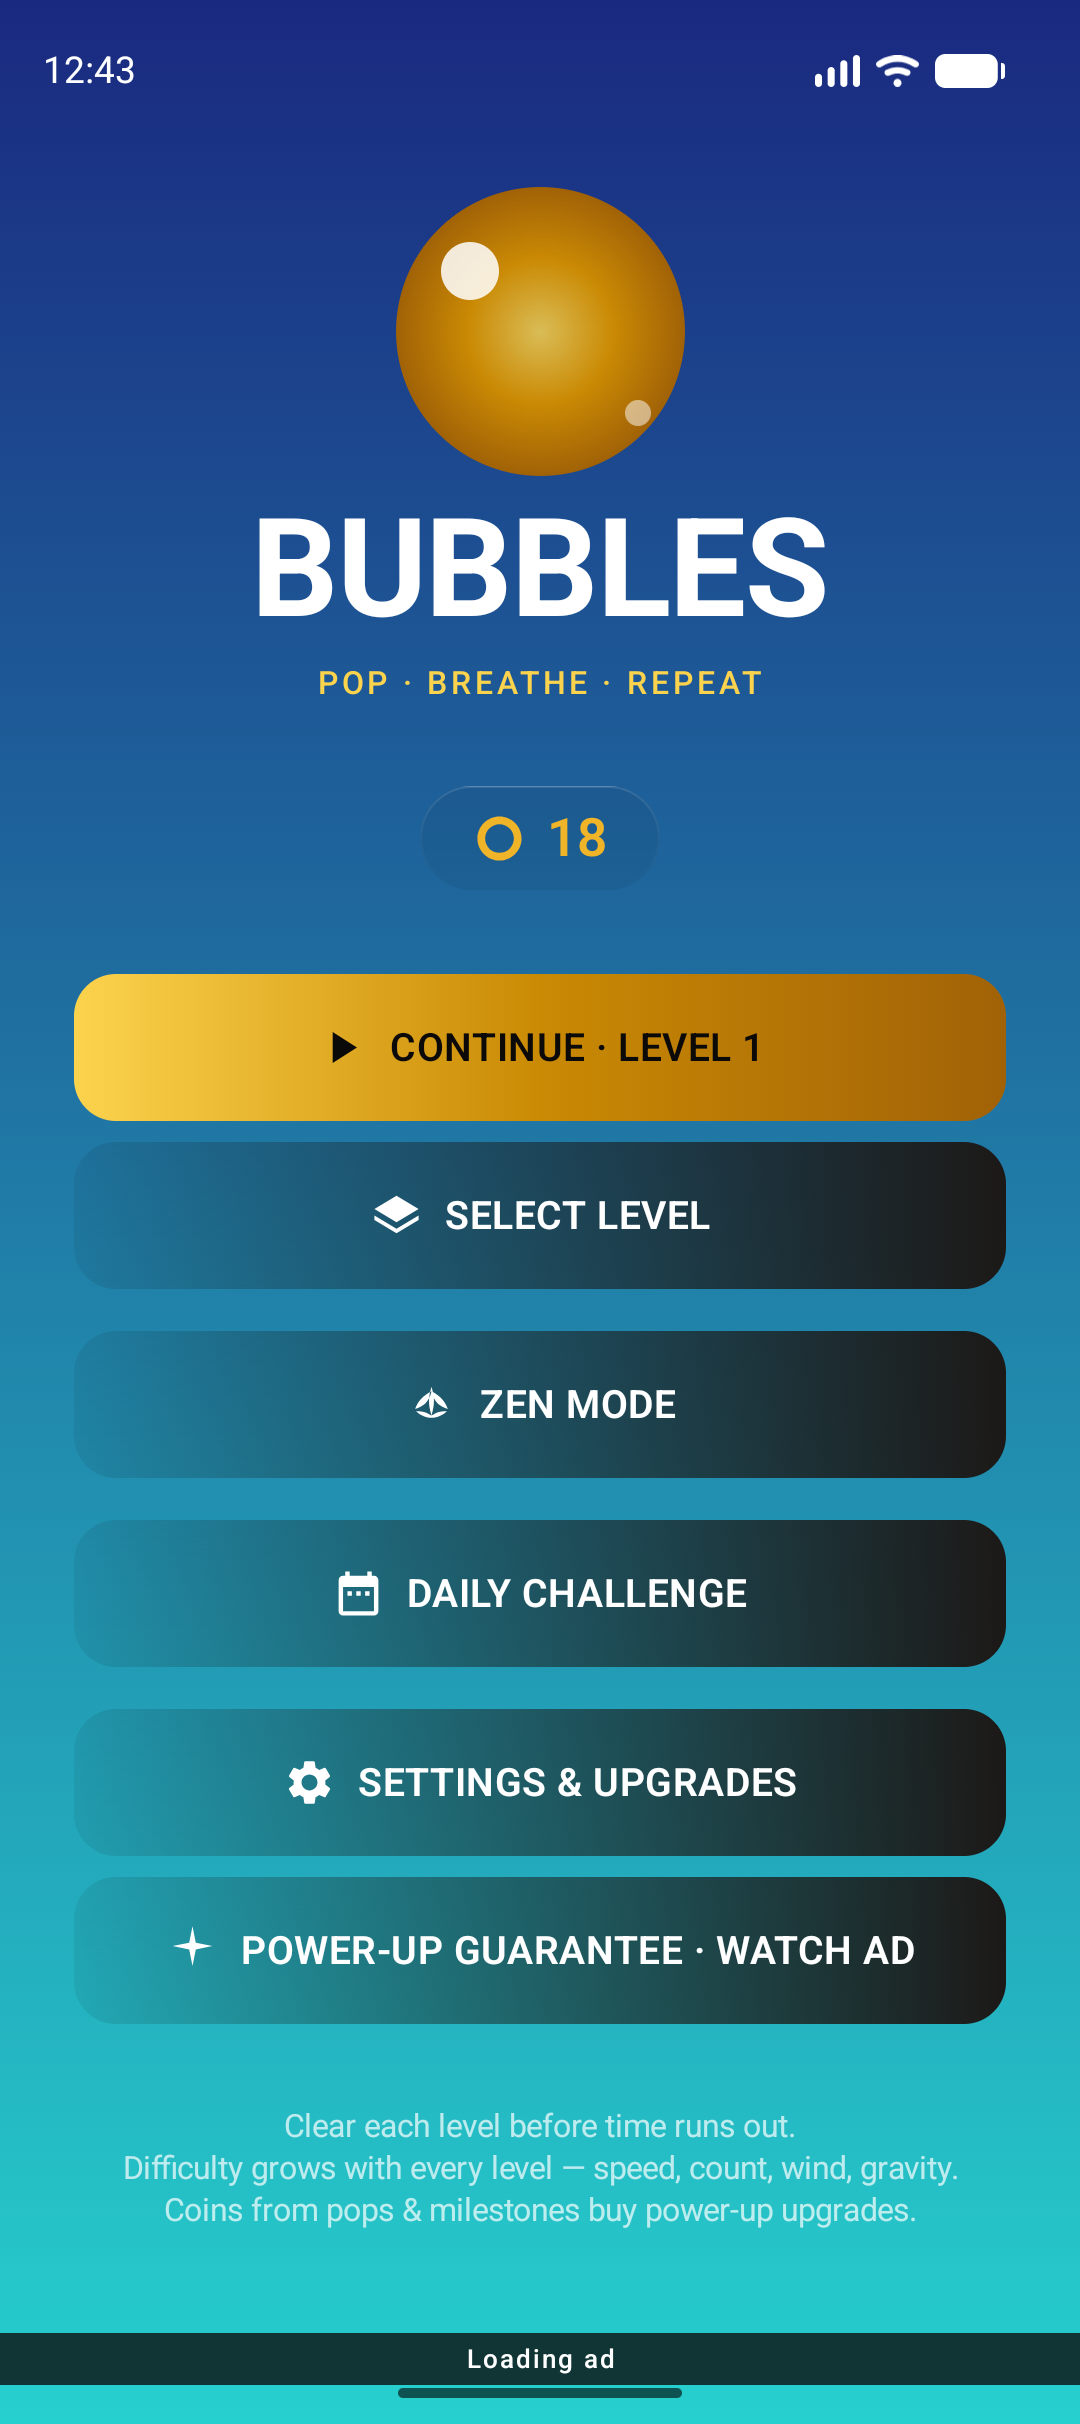 12:43
BUBBLES
POP · BREATHE · REPEAT
18
CONTINUE · LEVEL 1
SELECT LEVEL
ZEN MODE
DAILY CHALLENGE
SETTINGS & UPGRADES
POWER-UP GUARANTEE · WATCH AD
Clear each level before time runs out.
Difficulty grows with every level — speed, count, wind, gravity.
Coins from pops & milestones buy power-up upgrades.
Loading ad